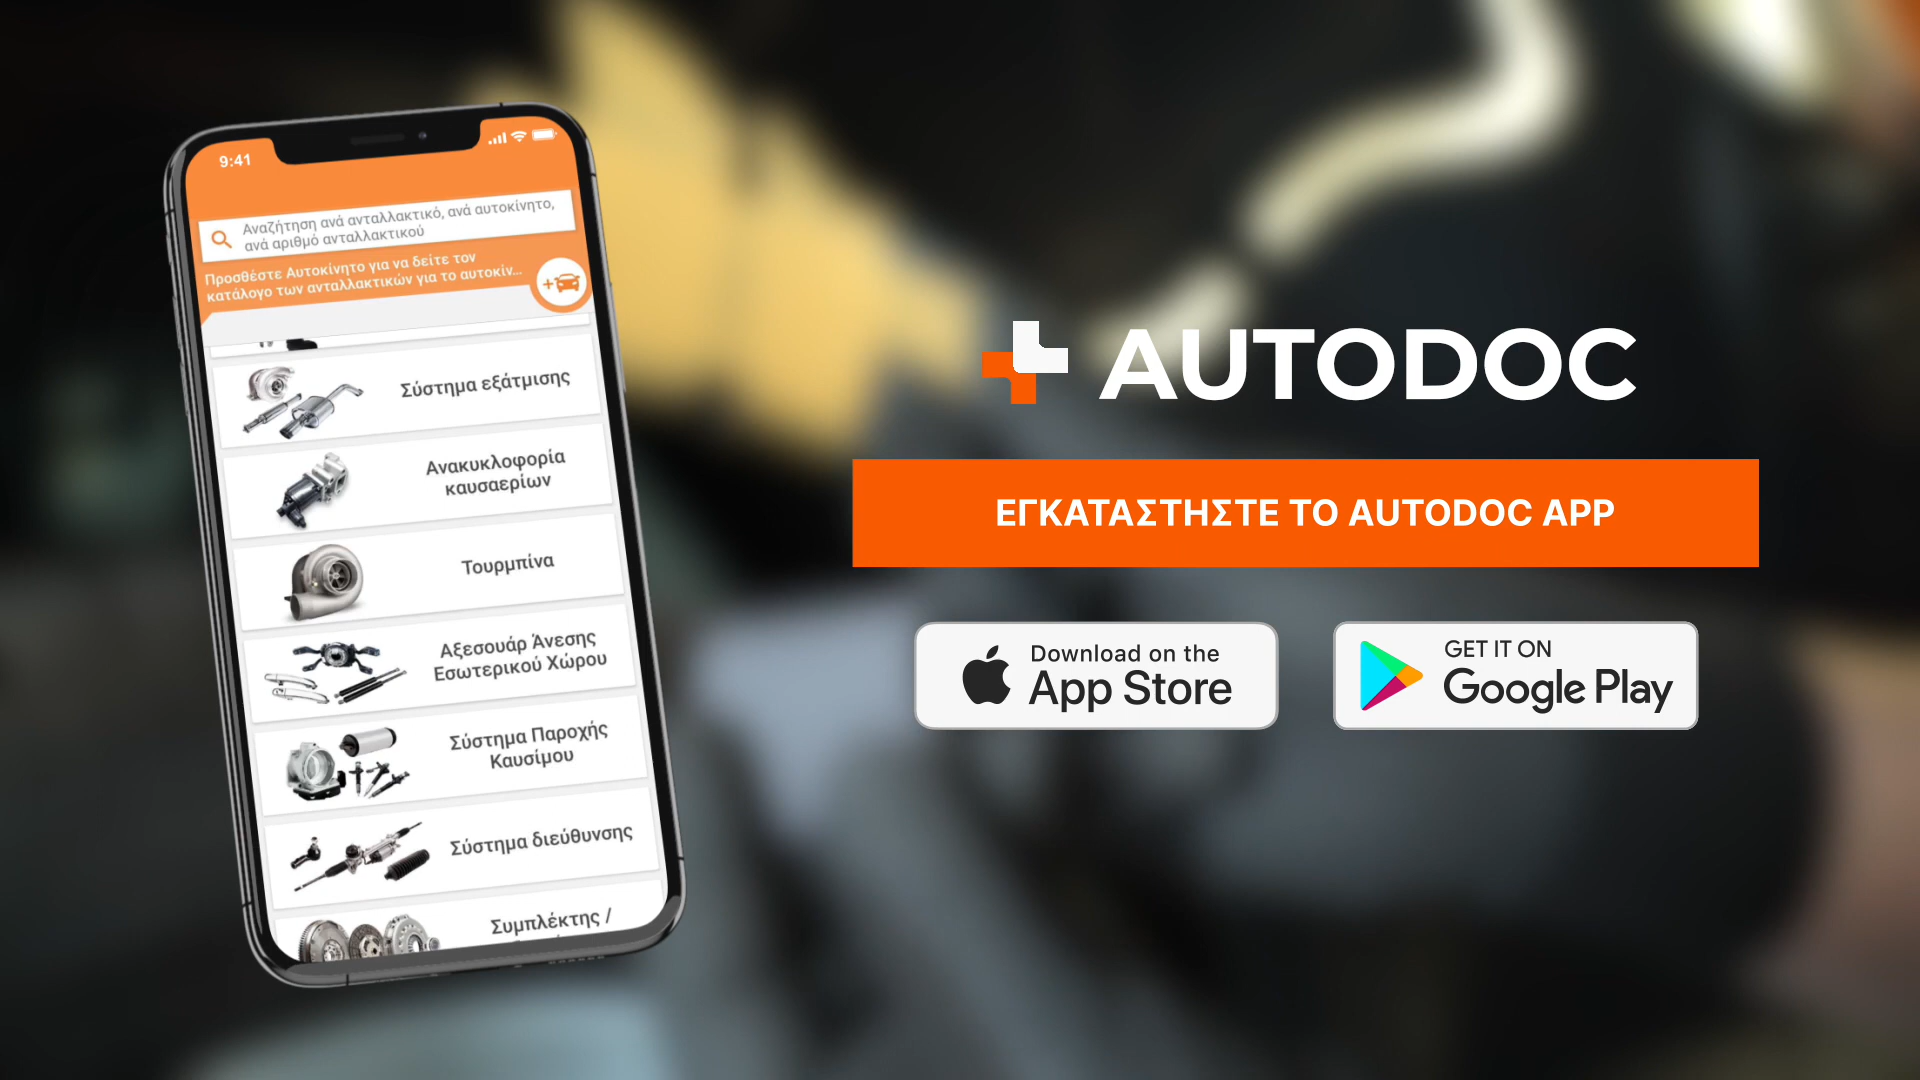 9:41
Αναζήτηση ανά ανταλλακτικό, ανά αυτοκίνητο,
ανά αριθμό ανταλλακτικού
Προσθέστε Αυτοκίνητο για να δείτε τον
κατάλογο των ανταλλακτικών για το αυτοκίν...
Σύστημα εξάτμισης
Ανακυκλοφορία
καυσαερίων
Τουρμπίνα
Αξεσουάρ Άνεσης
Εσωτερικού Χώρου
Σύστημα Παροχής
Καυσίμου
Σύστημα διεύθυνσης
Συμπλέκτης /
AUTODOC
ΕΓΚΑΤΑΣΤΗΣΤΕ ΤΟ AUTODOC APP
Download on the
App Store
GET IT ON
Google Play